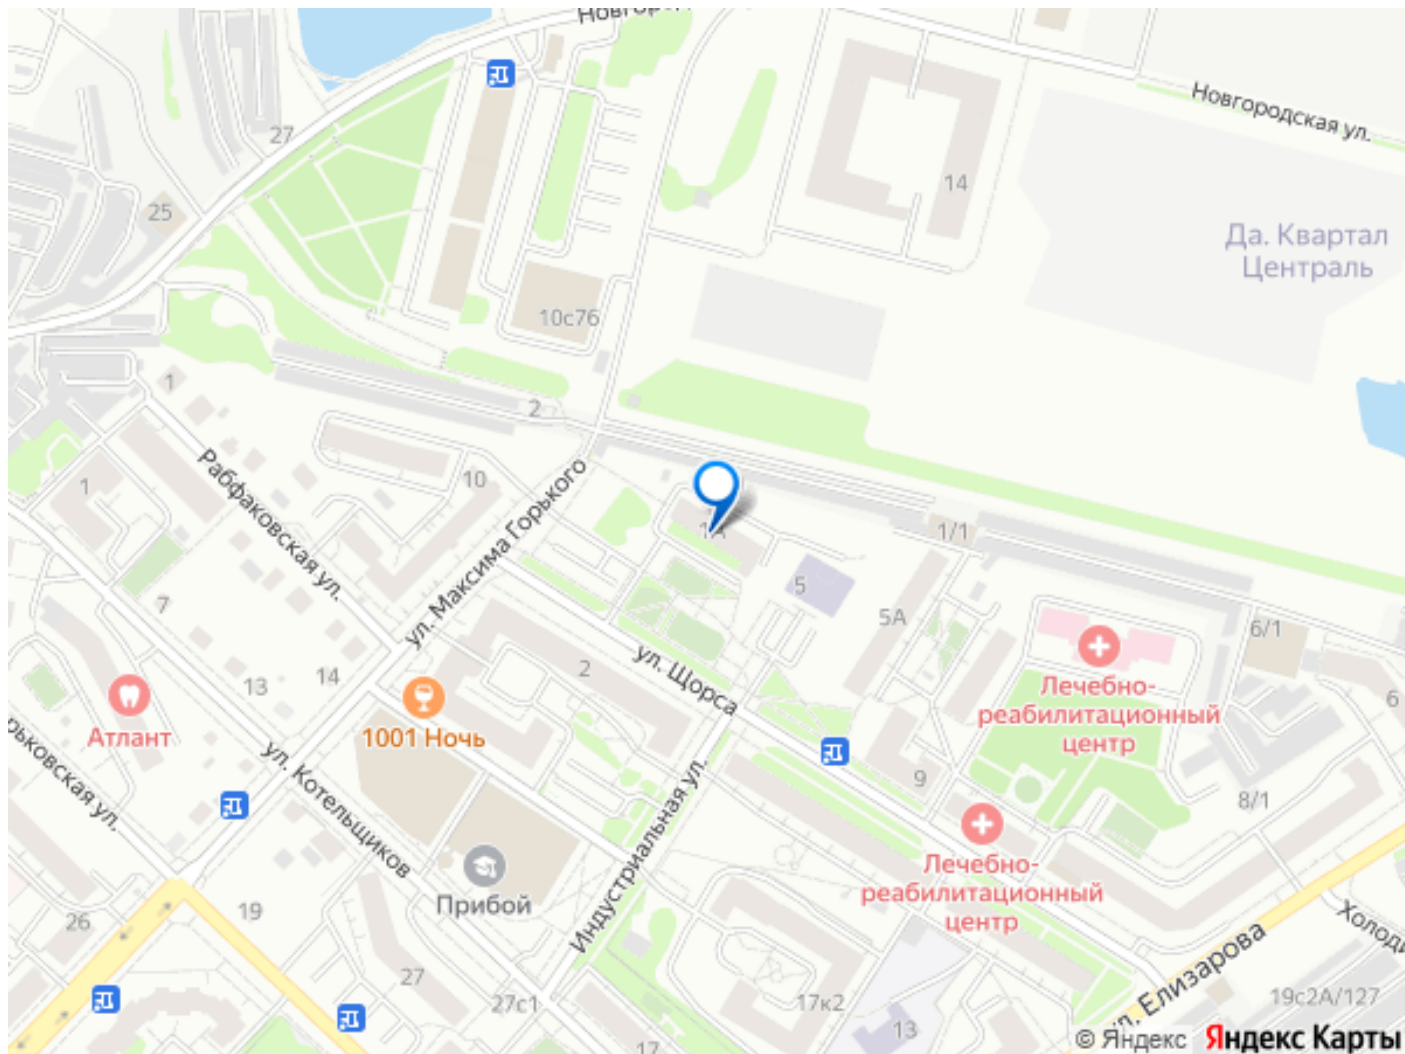 Новгородская ул.
27
14
25
Да. Квартал
Централь
10с7б
1
2
Рабфаковская ул.
10
1
ул. Максима Горького
1А
1/1
5
5А
7
6/1
ул. Щорса
2
14
13
Лечебно-
реабилитационный
центр
6
Атлант
1001 Ночь
ул. Котельщиков
9
8/1
Индустриальная ул.
Лечебно-
реабилитационный
центр
Прибой
19
26
27
27с1
17к2
13
17
ул. Елизарова
19с2А/127
© Яндекс Яндекс Карты